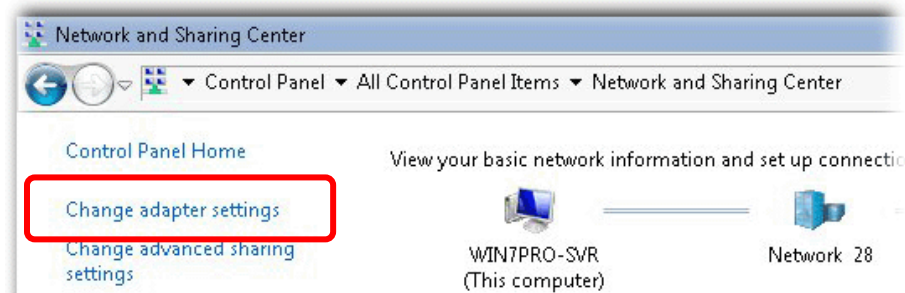 Network and Sharing Center
Control Panel All Control Panel Items Network and Sharing Center
Control Panel Home
View your basic network information and set up connectio
Change adapter settings
Change advanced sharing
settings
WIN7PRO-SVR
(This computer)
Network 28